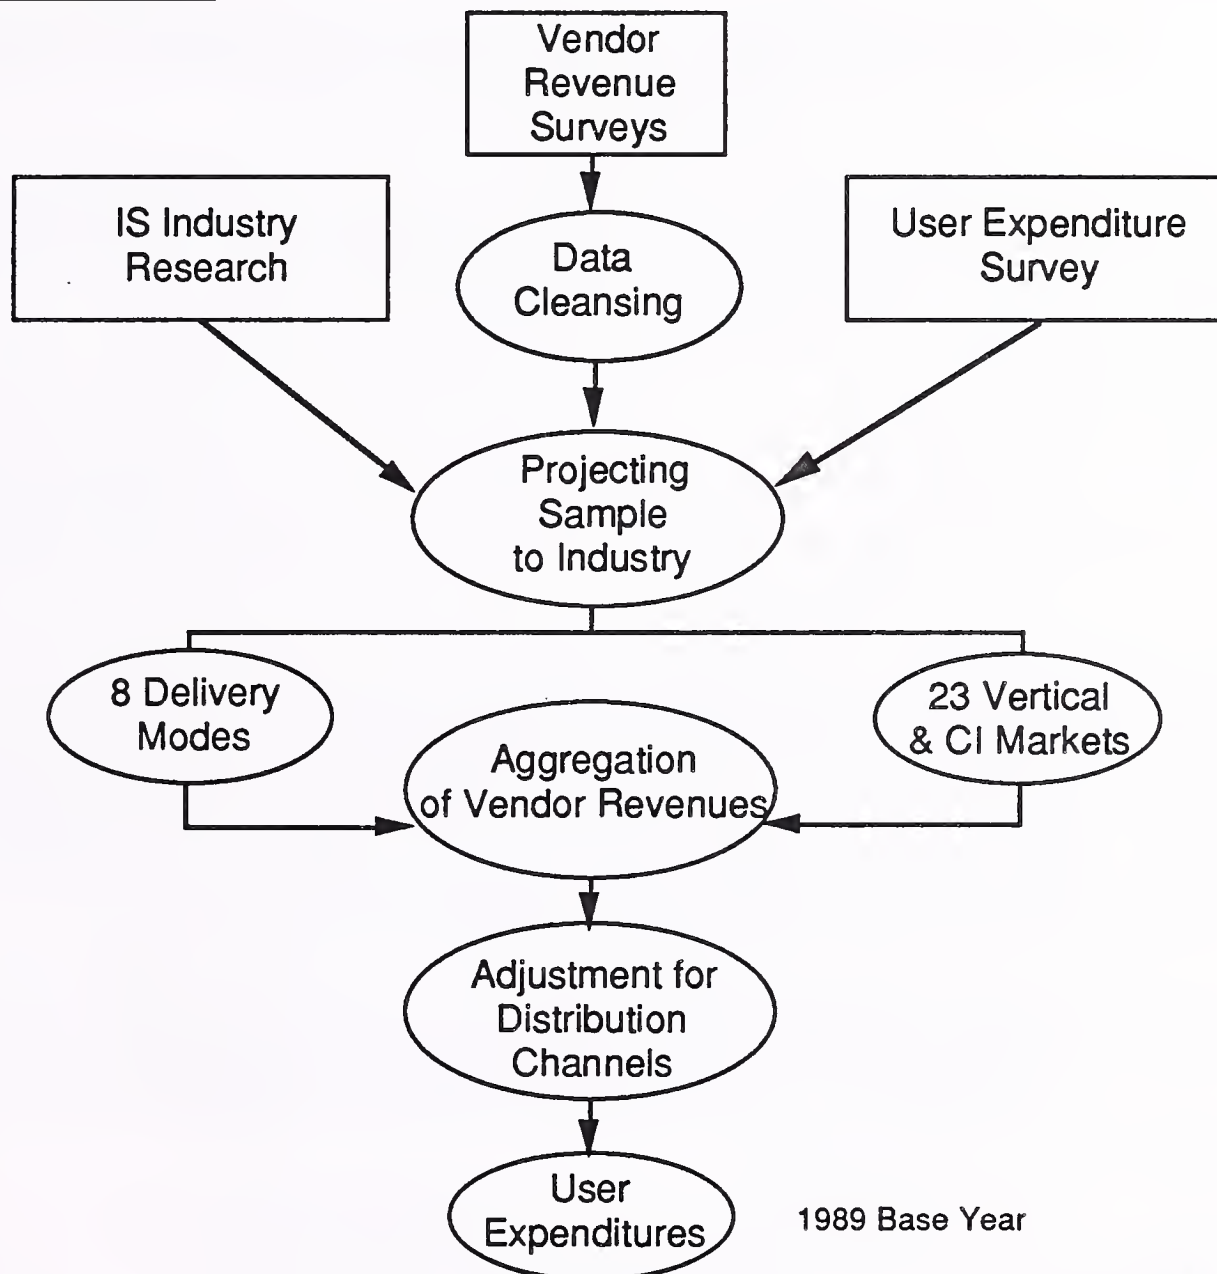 Vendor
Revenue
Surveys
IS Industry
Research
Data
Cleansing
User Expenditure
Survey
Projecting
Sample
to Industry
8 Delivery
Modes
Aggregation
of Vendor Revenues
23 Vertical
& CI Markets
Adjustment for
Distribution
Channels
User
Expenditures
1989 Base Year